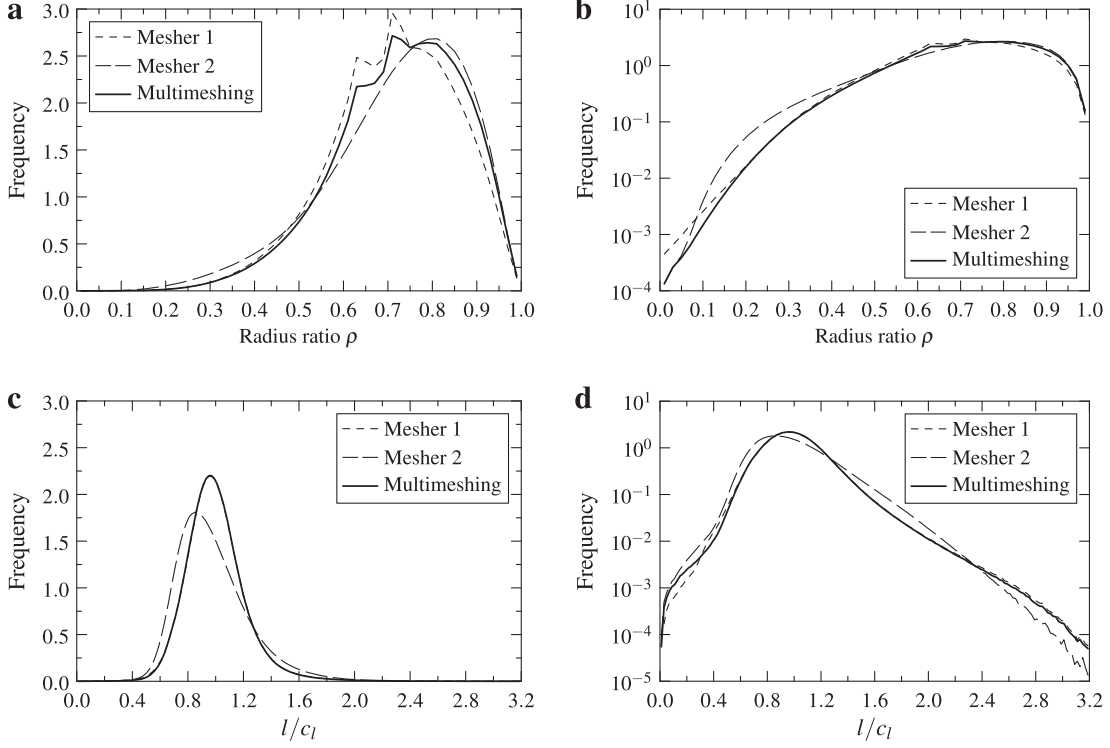 a
3.0
2.5
2.0
1.5
1.0
0.5
0.0
Frequency
Mesher 1
Mesher 2
Multimeshing
0.0 0.1 0.2 0.3 0.4 0.5 0.6 0.7 0.8 0.9 1.0
Radius ratio ρ
b
10^1
10^0
10^−1
10^−2
10^−3
10^−4
Frequency
Mesher 1
Mesher 2
Multimeshing
0.0 0.1 0.2 0.3 0.4 0.5 0.6 0.7 0.8 0.9 1.0
Radius ratio ρ
c
3.0
2.5
2.0
1.5
1.0
0.5
0.0
Frequency
Mesher 1
Mesher 2
Multimeshing
0.0 0.4 0.8 1.2 1.6 2.0 2.4 2.8 3.2
l/c_l
d
10^1
10^0
10^−1
10^−2
10^−3
10^−4
10^−5
Frequency
Mesher 1
Mesher 2
Multimeshing
0.0 0.4 0.8 1.2 1.6 2.0 2.4 2.8 3.2
l/c_l